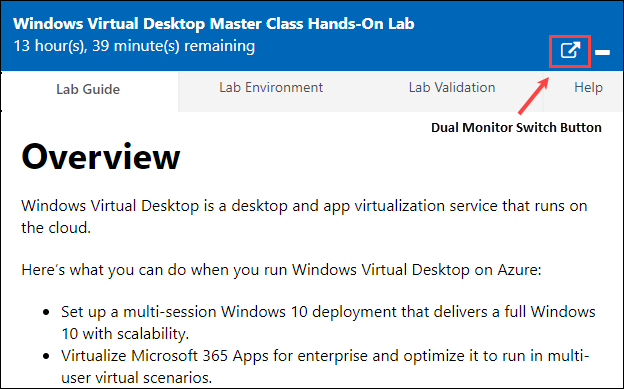 Windows Virtual Desktop Master Class Hands-On Lab
13 hour(s), 39 minute(s) remaining
Lab Guide Lab Environment Lab Validation Help
Dual Monitor Switch Button
Overview
Windows Virtual Desktop is a desktop and app virtualization service that runs on
the cloud.
Here's what you can do when you run Windows Virtual Desktop on Azure:
• Set up a multi-session Windows 10 deployment that delivers a full Windows
10 with scalability.
• Virtualize Microsoft 365 Apps for enterprise and optimize it to run in multi-
user virtual scenarios.